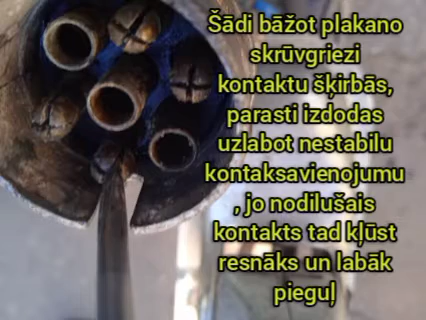 Šādi bāžot plakano
skrūvgriezi
kontaktu šķirbās,
parasti izdodas
uzlabot nestabilu
kontaksavienojumu
, jo nodilušais
kontakts tad kļūst
resnāks un labāk
pieguļ